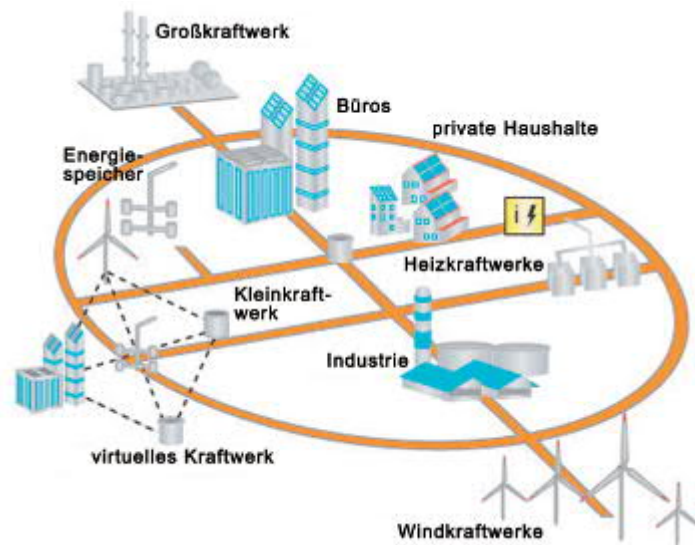 Großkraftwerk
Büros
private Haushalte
Energie-
speicher
i
Heizkraftwerke
Kleinkraft-
werk
Industrie
virtuelles Kraftwerk
Windkraftwerke